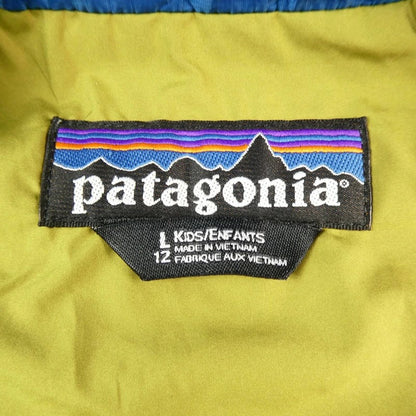 patagonia®
L KIDS/ENFANTS
12 MADE IN VIETNAM
FABRIQUE AUX VIETNAM